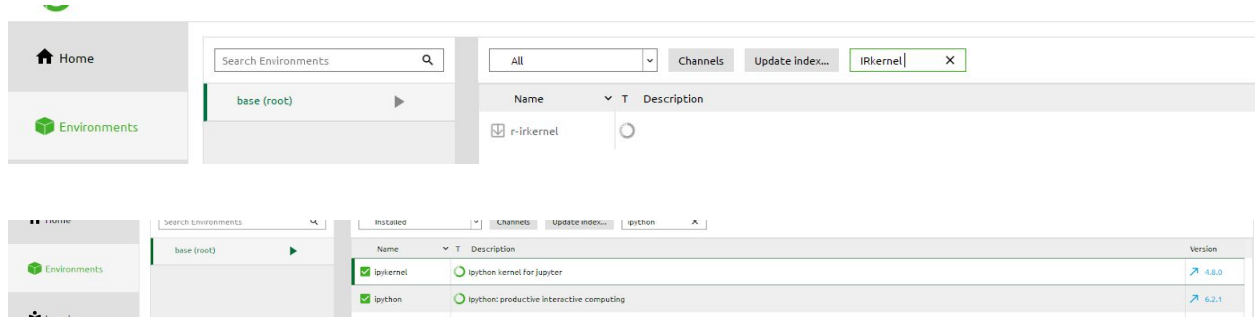 Home
Search Environments
All
Channels
Update index...
IRkernel
base (root)
Name T Description
Environments
r-irkernel
Home
Search Environments
Installed
Channels
Update index...
ipython
base (root)
Name T Description Version
Environments
ipykernel Ipython kernel for jupyter 4.8.0
ipython Ipython: productive interactive computing 6.2.1